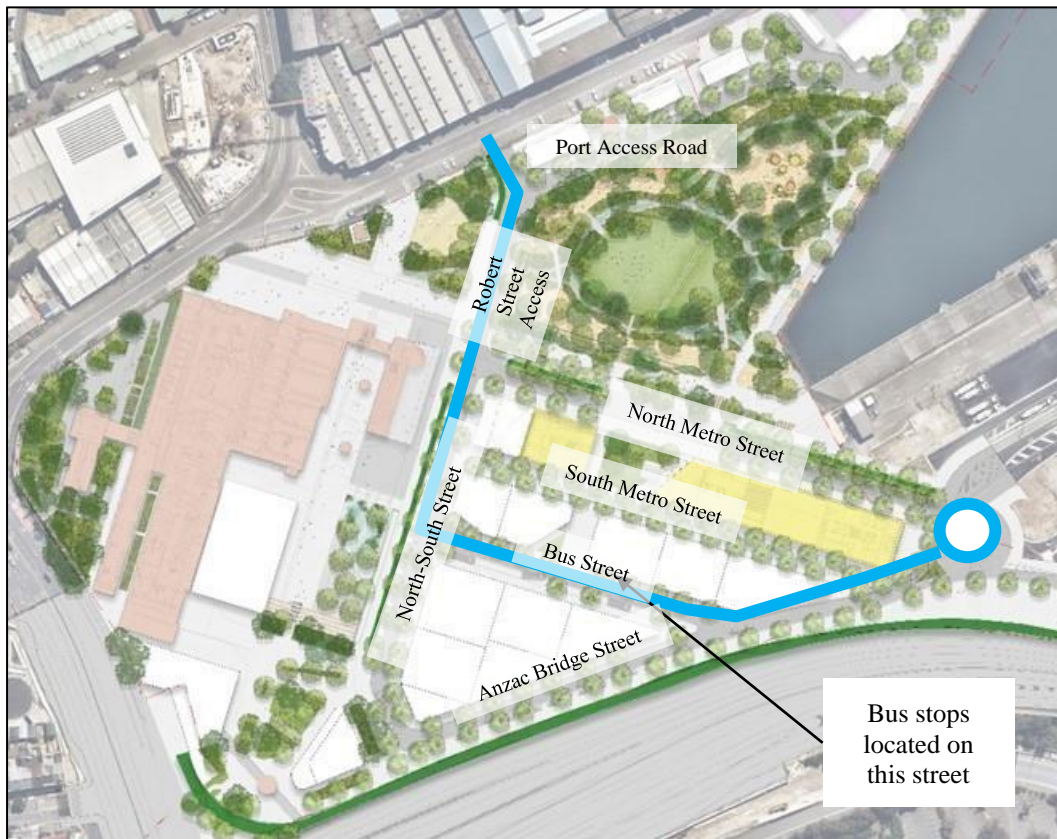 Port Access Road
Robert
Street
Access
North Metro Street
South Metro Street
North-South Street
Bus Street
Anzac Bridge Street
Bus stops
located on
this street